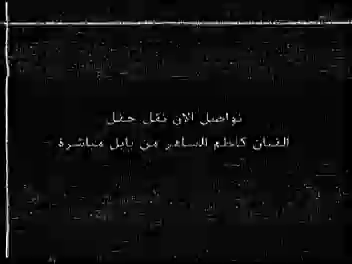 نواصل الان نقل حفل
الفنان كاظم الساهر من بابل مباشرة